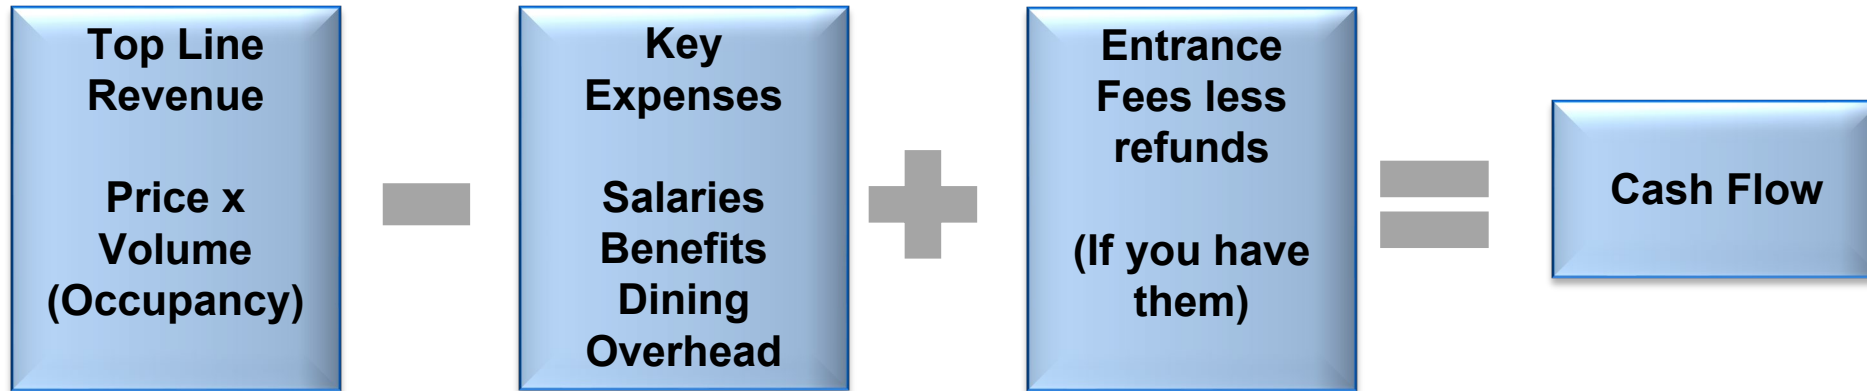 Top Line
Revenue
Price x
Volume
(Occupancy)
Key
Expenses
Salaries
Benefits
Dining
Overhead
Entrance
Fees less
refunds
(If you have
them)
Cash Flow